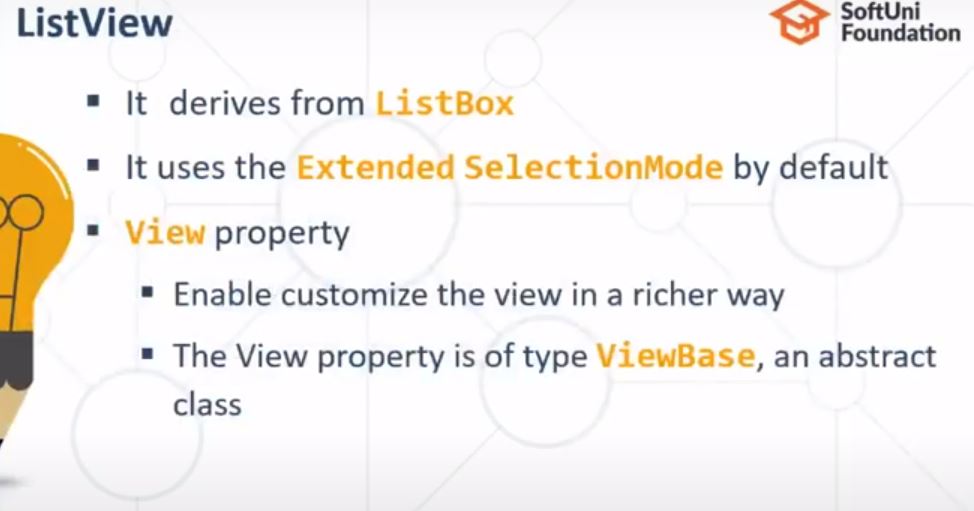 ListView
SoftUni
Foundation
▪ It derives from ListBox
▪ It uses the Extended SelectionMode by default
▪ View property
▪ Enable customize the view in a richer way
▪ The View property is of type ViewBase, an abstract
class